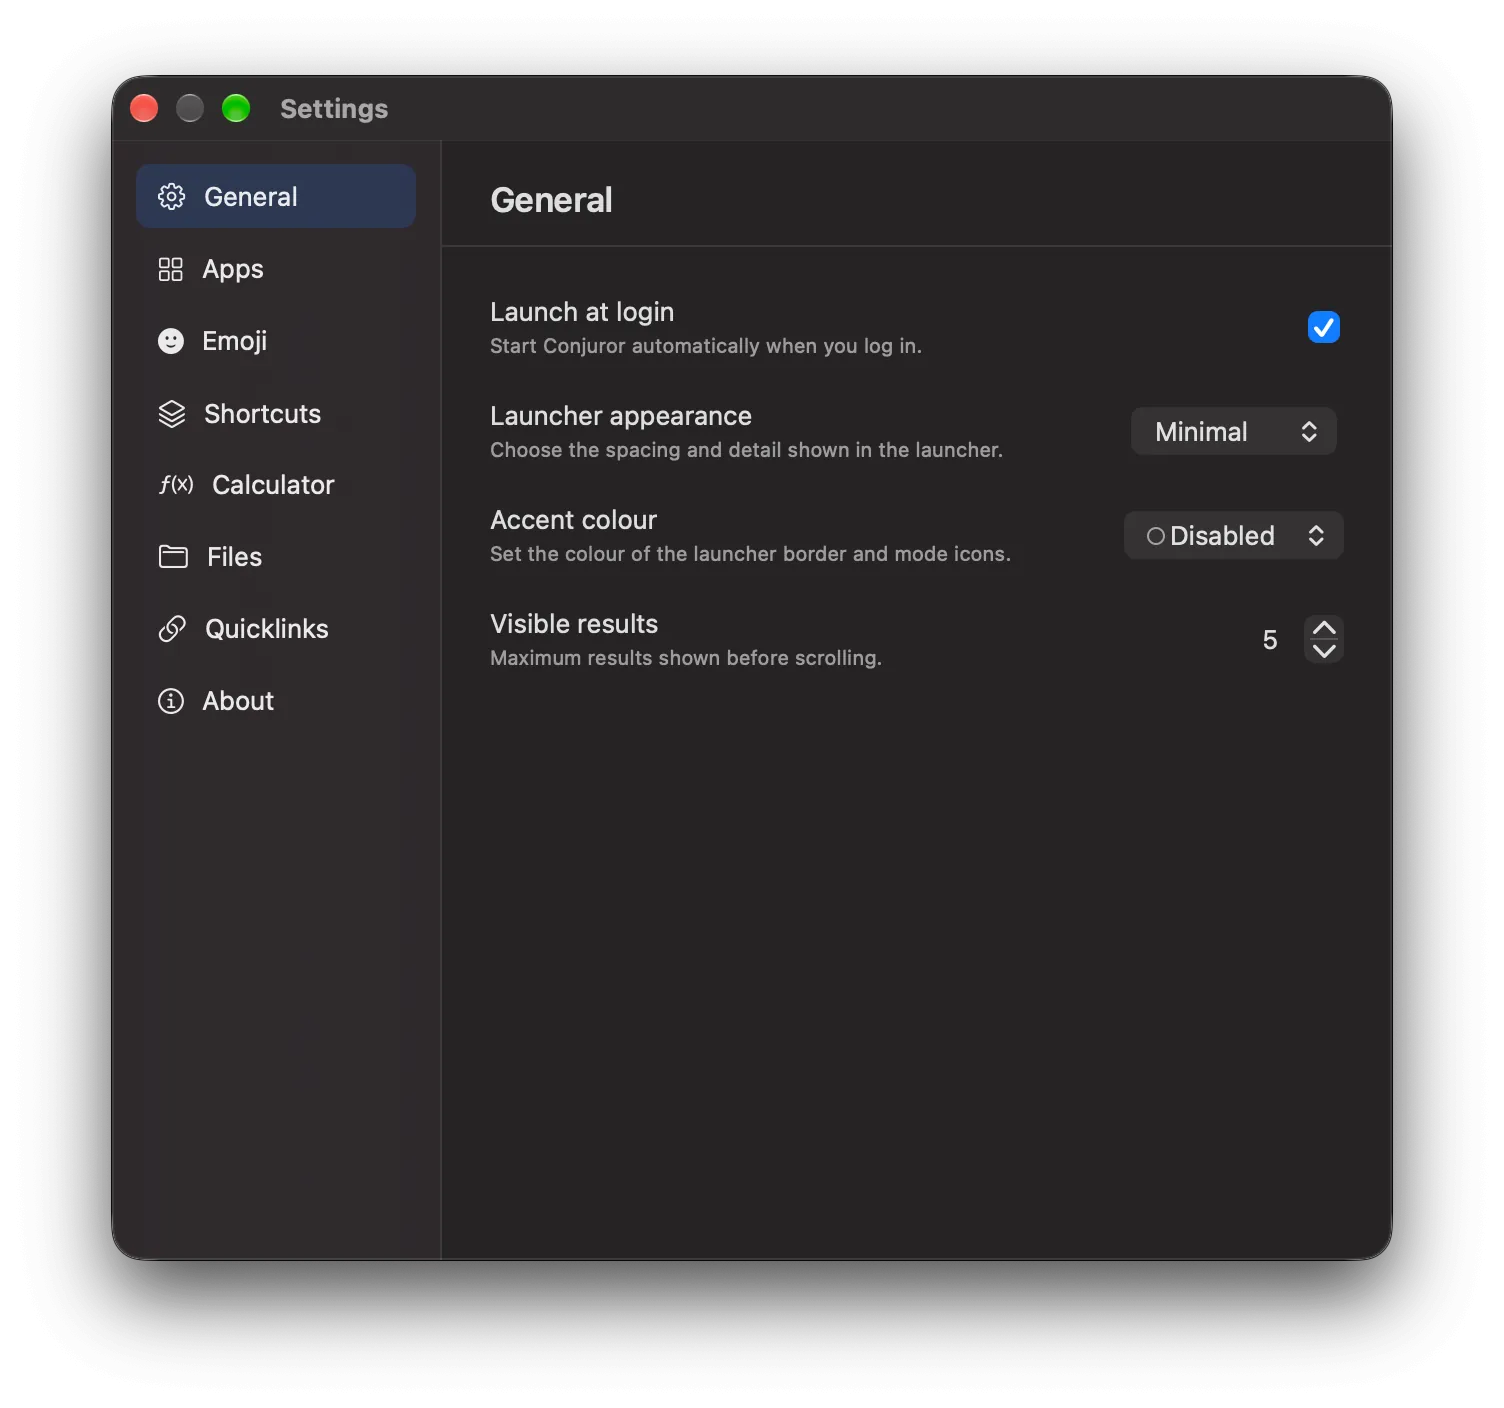 Settings
General
Apps
Emoji
Shortcuts
f(x) Calculator
Files
Quicklinks
About
General
Launch at login
Start Conjuror automatically when you log in.
Launcher appearance
Choose the spacing and detail shown in the launcher.
Minimal
Accent colour
Set the colour of the launcher border and mode icons.
Disabled
Visible results
Maximum results shown before scrolling.
5